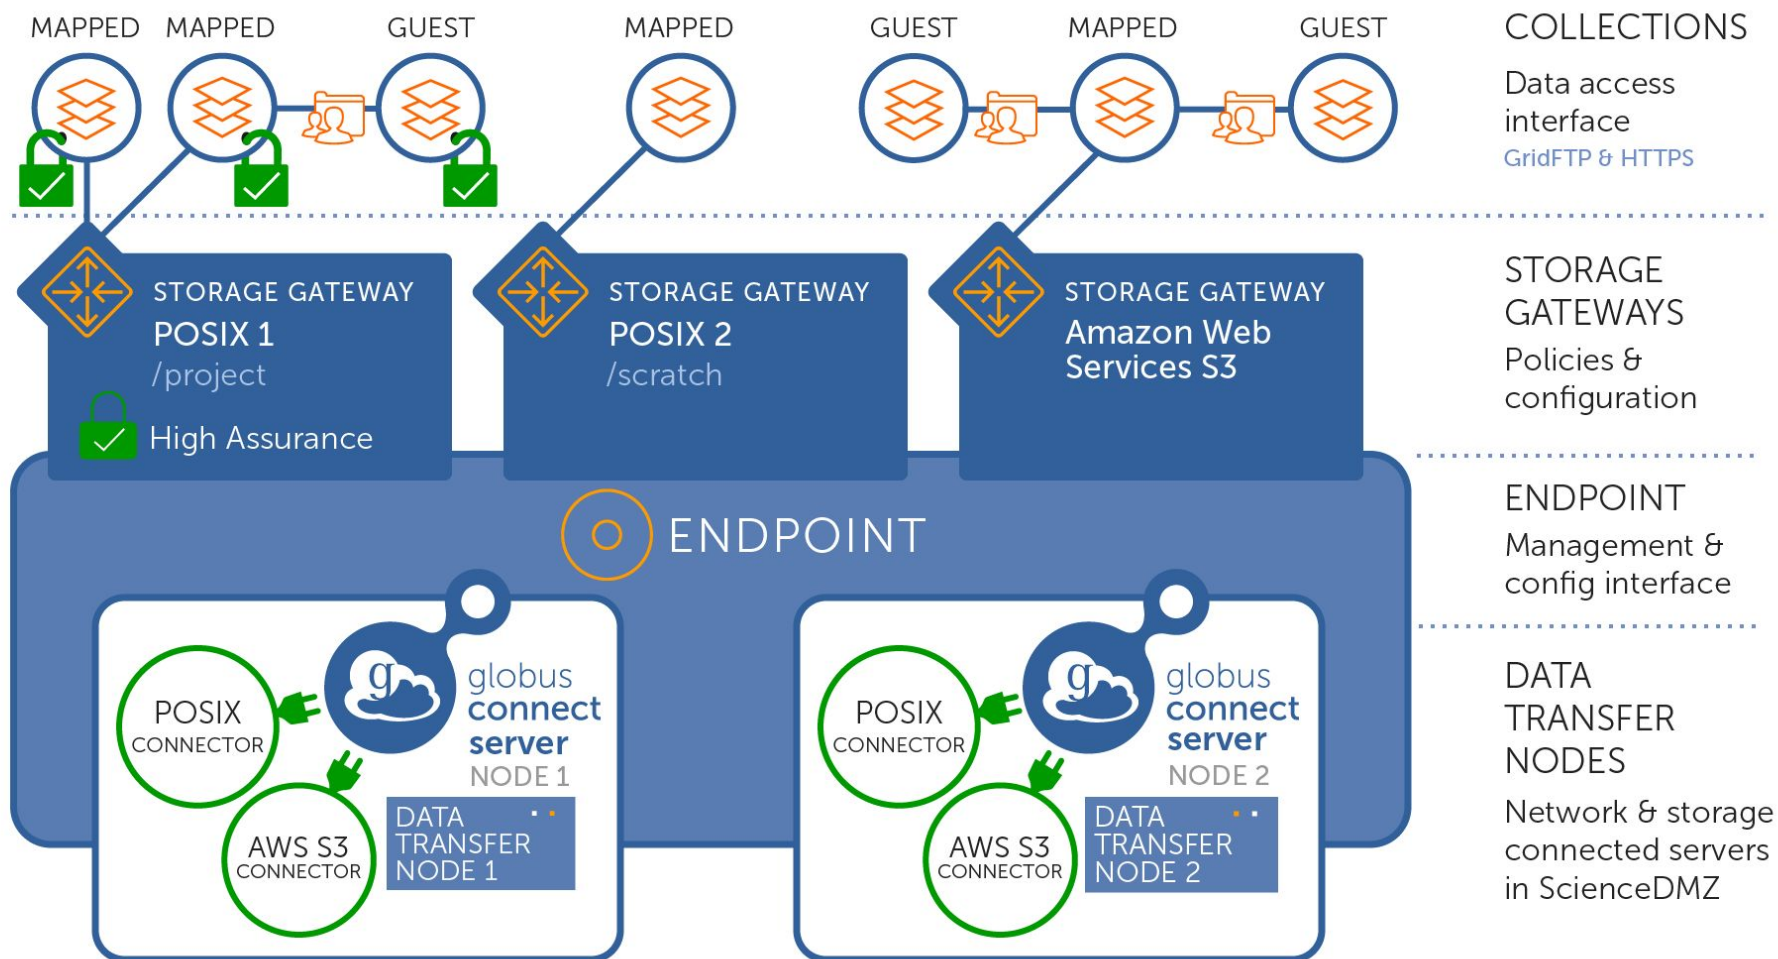 MAPPED
MAPPED
GUEST
MAPPED
GUEST
MAPPED
GUEST
COLLECTIONS
Data access
interface
GridFTP & HTTPS
STORAGE GATEWAY
POSIX 1
/project
High Assurance
STORAGE GATEWAY
POSIX 2
/scratch
STORAGE GATEWAY
Amazon Web
Services S3
STORAGE
GATEWAYS
Policies &
configuration
ENDPOINT
ENDPOINT
Management &
config interface
POSIX
CONNECTOR
AWS S3
CONNECTOR
g
globus
connect
server
NODE 1
DATA
TRANSFER
NODE 1
POSIX
CONNECTOR
AWS S3
CONNECTOR
g
globus
connect
server
NODE 2
DATA
TRANSFER
NODE 2
DATA
TRANSFER
NODES
Network & storage
connected servers
in ScienceDMZ